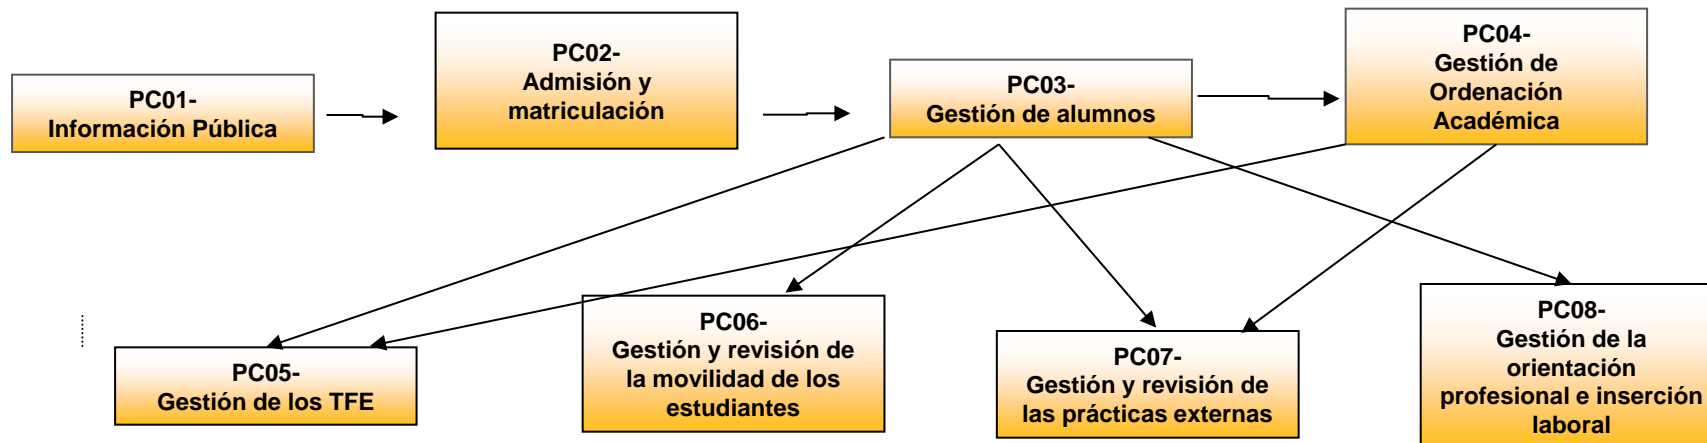 PC01-
Información Pública
PC02-
Admisión y
matriculación
PC03-
Gestión de alumnos
PC04-
Gestión de
Ordenación
Académica
PC05-
Gestión de los TFE
PC06-
Gestión y revisión de
la movilidad de los
estudiantes
PC07-
Gestión y revisión de
las prácticas externas
PC08-
Gestión de la
orientación
profesional e inserción
laboral